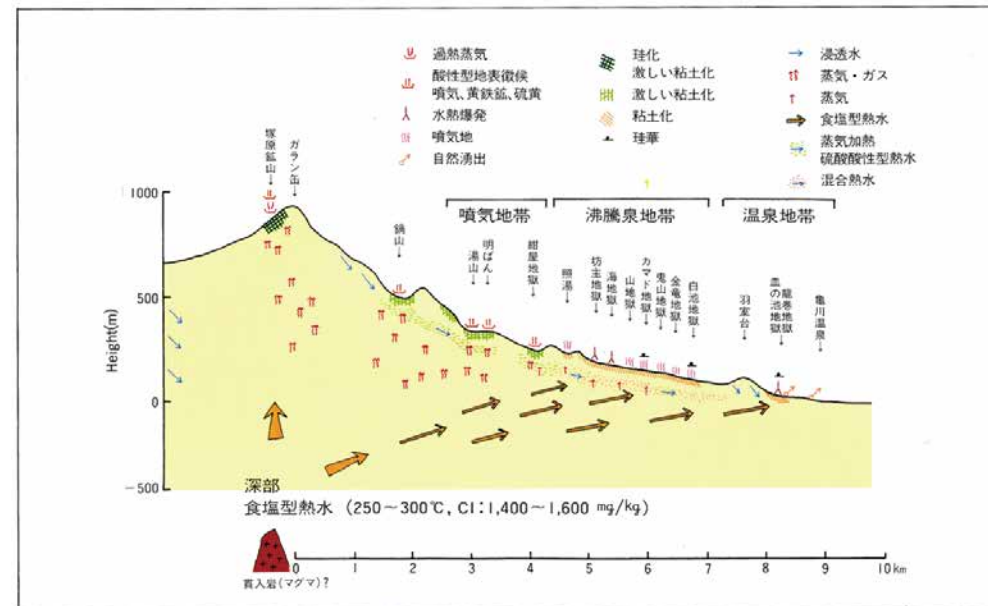 過熱蒸気
酸性型地表徴候
噴気、黄鉄鉱、硫黄
水熱爆発
噴気地
自然湧出
珪化
激しい粘土化
激しい粘土化
粘土化
珪華
浸透水
蒸気・ガス
蒸気
食塩型熱水
蒸気加熱
硫酸酸性型熱水
混合熱水
噴気地帯
沸騰泉地帯
温泉地帯
塚原鉱山
ガラン缶
鍋山
湯山
明ばん
紺屋地獄
照湯
坊主地獄
海地獄
山地獄
カマド地獄
鬼山地獄
金竜地獄
白池地獄
羽室台
血の池地獄
龍巻地獄
亀川温泉
Height(m)
1000
500
0
−500
深部
食塩型熱水 (250~300℃, Cl:1,400~1,600 mg/kg)
貫入岩(マグマ)?
0 1 2 3 4 5 6 7 8 9 10 km